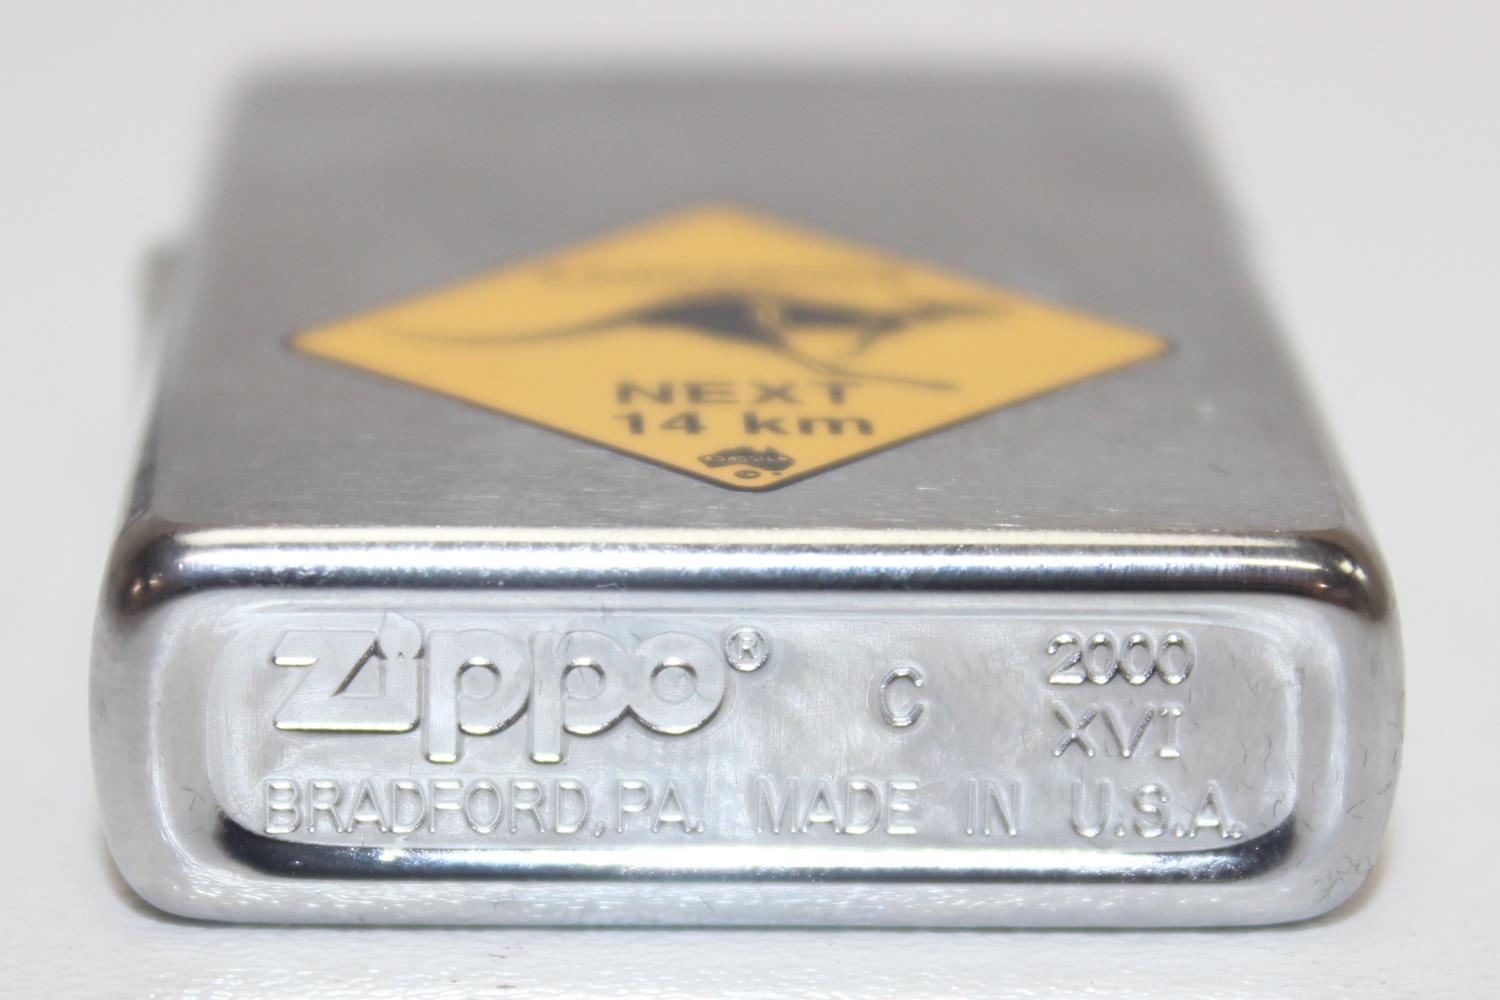 NEXT
14 km
Zippo® C 2000
XVI
BRADFORD, PA. MADE IN U.S.A.